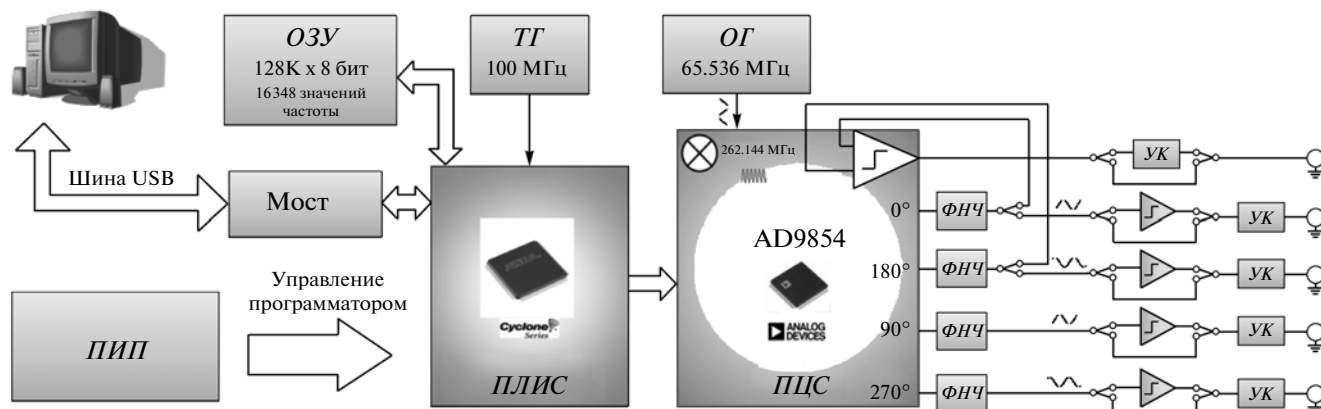 ОЗУ
128K x 8 бит
16348 значений
частоты
ТГ
100 МГц
ОГ
65.536 МГц
262.144 МГц
УК
Шина USB
Мост
0°
ФНЧ
УК
AD9854
180°
ФНЧ
УК
Управление
программатором
Cyclone
Series
ANALOG
DEVICES
90°
ФНЧ
УК
ПИП
ПЛИС
ПЦС
270°
ФНЧ
УК